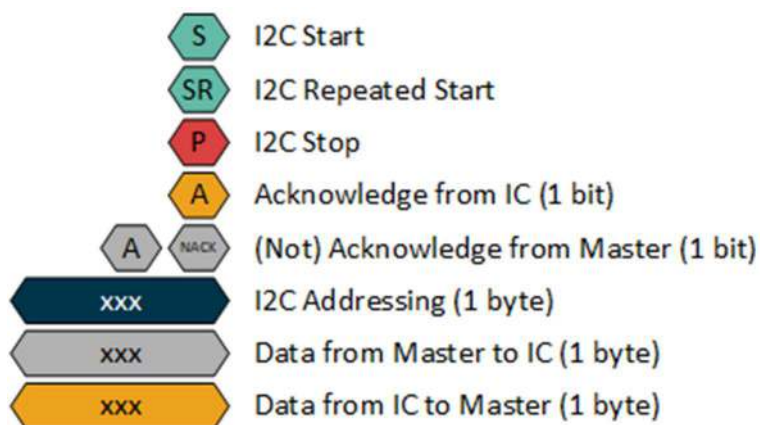 S I2C Start
SR I2C Repeated Start
P I2C Stop
A Acknowledge from IC (1 bit)
A NACK (Not) Acknowledge from Master (1 bit)
xxx I2C Addressing (1 byte)
xxx Data from Master to IC (1 byte)
xxx Data from IC to Master (1 byte)